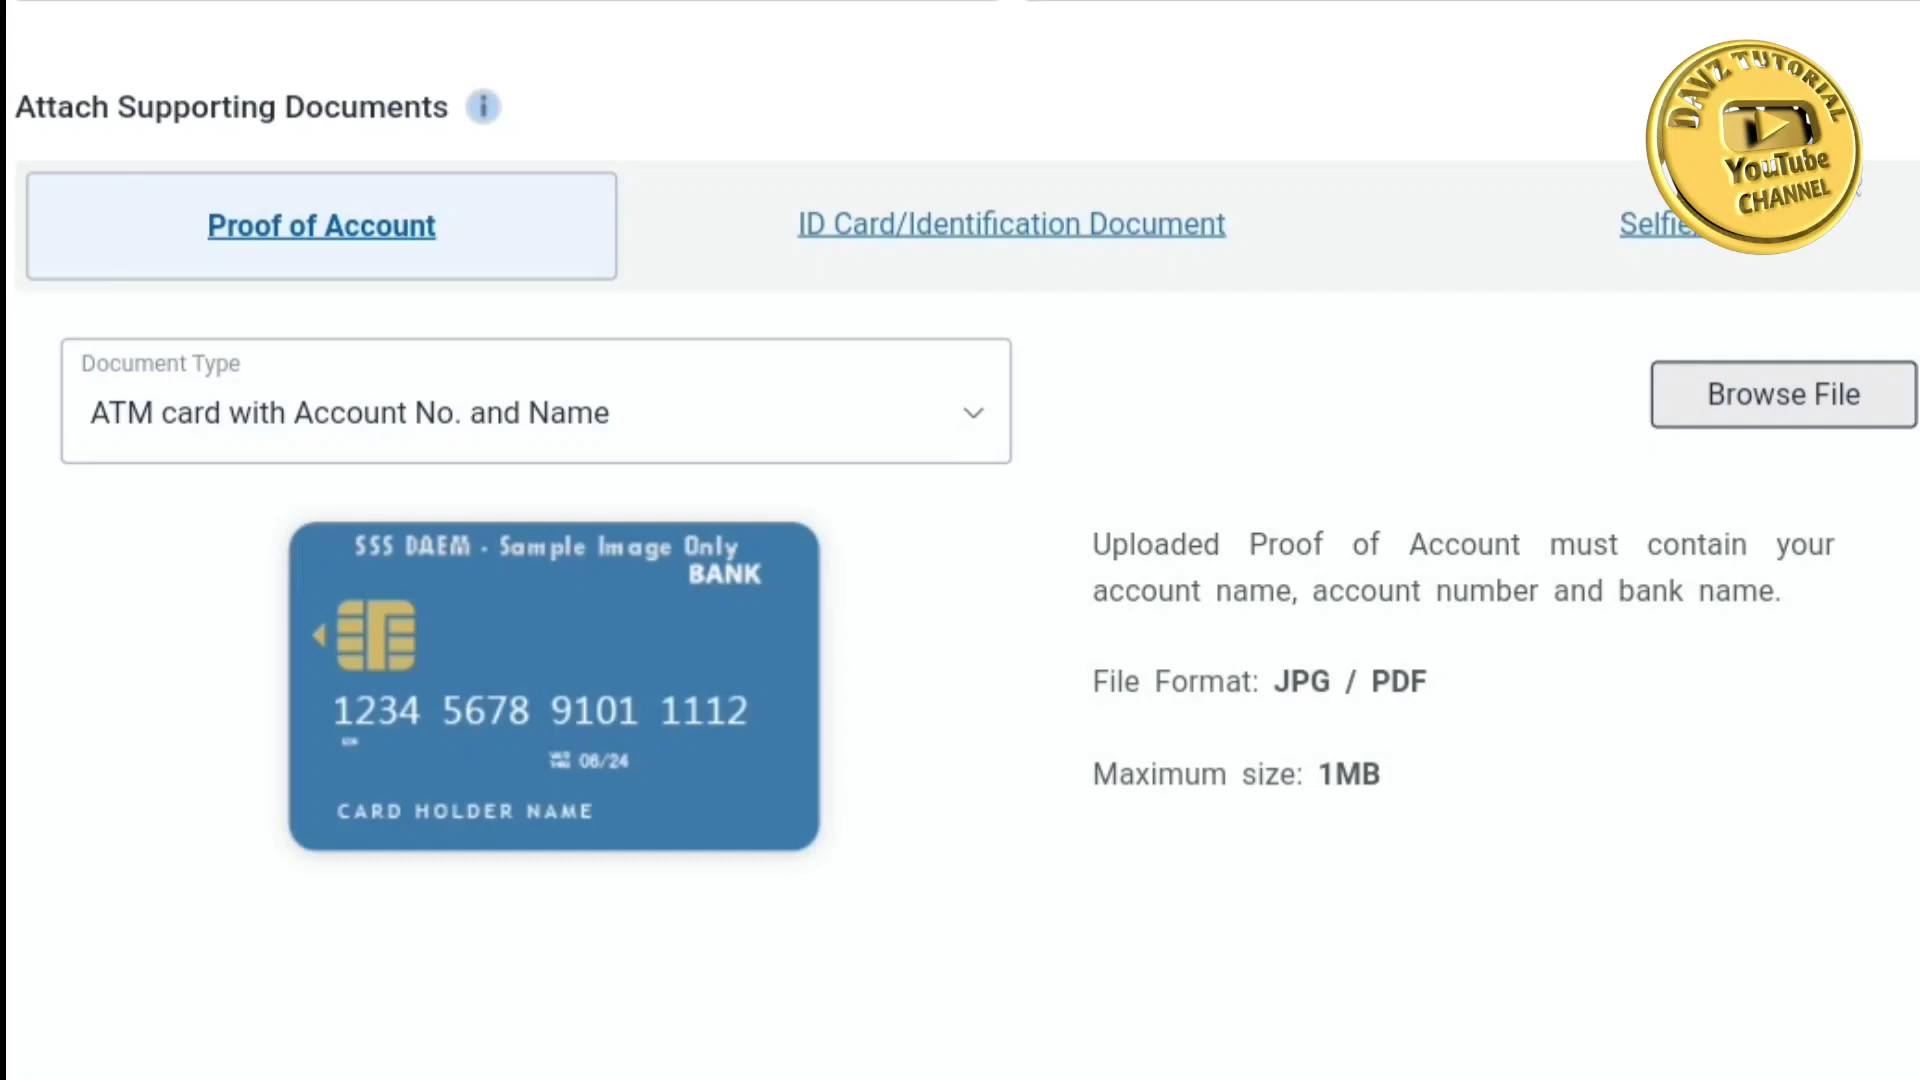 Attach Supporting Documents
DAVZ TUTORIAL
YouTube
CHANNEL
Proof of Account
ID Card/Identification Document
Selfie
Document Type
ATM card with Account No. and Name
Browse File
SSS DAEM - Sample Image Only
BANK
1234 5678 9101 1112
06/24
CARD HOLDER NAME
Uploaded Proof of Account must contain your
account name, account number and bank name.
File Format: JPG / PDF
Maximum size: 1MB